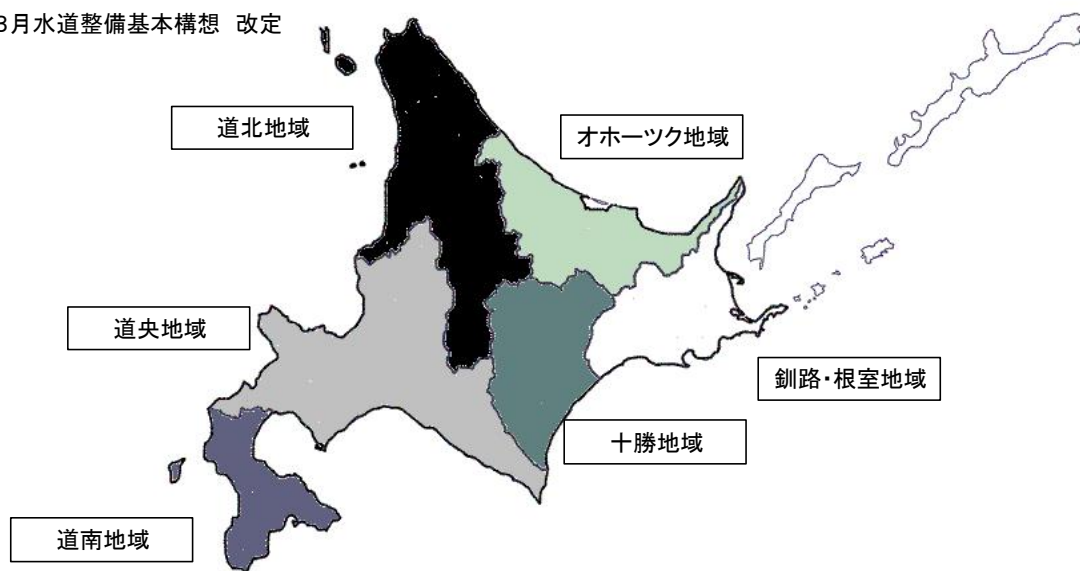 3月水道整備基本構想 改定
道北地域
オホーツク地域
道央地域
釧路・根室地域
十勝地域
道南地域